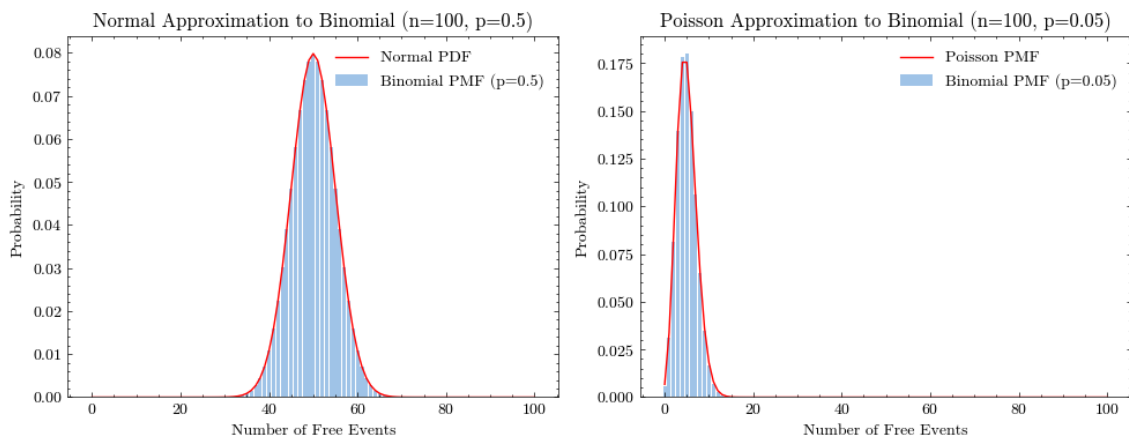 Normal Approximation to Binomial (n=100, p=0.5)
0.08
0.07
0.06
0.05
0.04
0.03
0.02
0.01
0.00
Probability
Normal PDF
Binomial PMF (p=0.5)
0
20
40
60
80
100
Number of Free Events
Poisson Approximation to Binomial (n=100, p=0.05)
0.175
0.150
0.125
0.100
0.075
0.050
0.025
0.000
Probability
Poisson PMF
Binomial PMF (p=0.05)
0
20
40
60
80
100
Number of Free Events